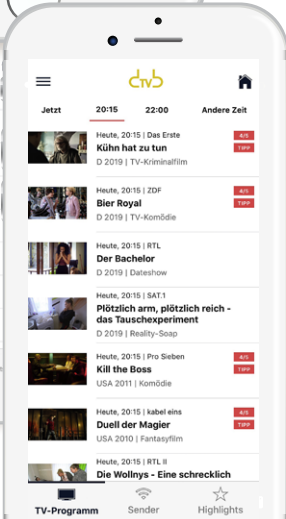 dTVb
Jetzt 20:15 22:00 Andere Zeit
Heute, 20:15 | Das Erste
4/5
Kühn hat zu tun
TIPP
D 2019 | TV-Kriminalfilm
Heute, 20:15 | ZDF
4/5
Bier Royal
TIPP
D 2019 | TV-Komödie
Heute, 20:15 | RTL
Der Bachelor
D 2019 | Dateshow
Heute, 20:15 | SAT.1
Plötzlich arm, plötzlich reich -
das Tauschexperiment
D 2019 | Reality-Soap
Heute, 20:15 | Pro Sieben
4/5
Kill the Boss
TIPP
USA 2011 | Komödie
Heute, 20:15 | kabel eins
4/5
Duell der Magier
TIPP
USA 2010 | Fantasyfilm
Heute, 20:15 | RTL II
Die Wollnys - Eine schrecklich
TV-Programm Sender Highlights